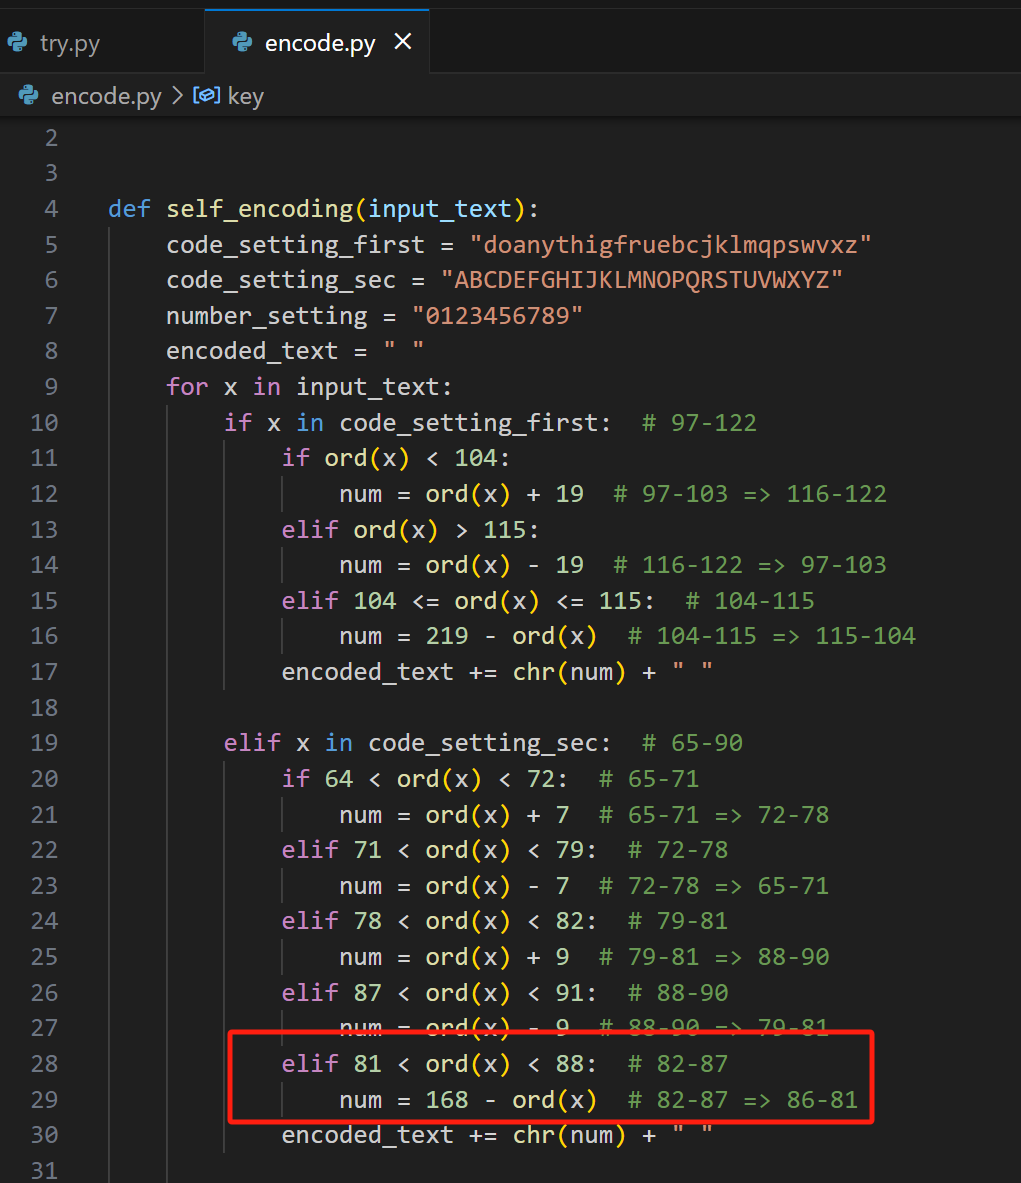 try.py encode.py ×
encode.py > key
2
3
4 def self_encoding(input_text):
5 code_setting_first = "doanythigfruebcjklmqpswvxz"
6 code_setting_sec = "ABCDEFGHIJKLMNOPQRSTUVWXYZ"
7 number_setting = "0123456789"
8 encoded_text = " "
9 for x in input_text:
10 if x in code_setting_first: # 97-122
11 if ord(x) < 104:
12 num = ord(x) + 19 # 97-103 => 116-122
13 elif ord(x) > 115:
14 num = ord(x) - 19 # 116-122 => 97-103
15 elif 104 <= ord(x) <= 115: # 104-115
16 num = 219 - ord(x) # 104-115 => 115-104
17 encoded_text += chr(num) + " "
18
19 elif x in code_setting_sec: # 65-90
20 if 64 < ord(x) < 72: # 65-71
21 num = ord(x) + 7 # 65-71 => 72-78
22 elif 71 < ord(x) < 79: # 72-78
23 num = ord(x) - 7 # 72-78 => 65-71
24 elif 78 < ord(x) < 82: # 79-81
25 num = ord(x) + 9 # 79-81 => 88-90
26 elif 87 < ord(x) < 91: # 88-90
27 num = ord(x) - 9 # 88-90 => 79-81
28 elif 81 < ord(x) < 88: # 82-87
29 num = 168 - ord(x) # 82-87 => 86-81
30 encoded_text += chr(num) + " "
31